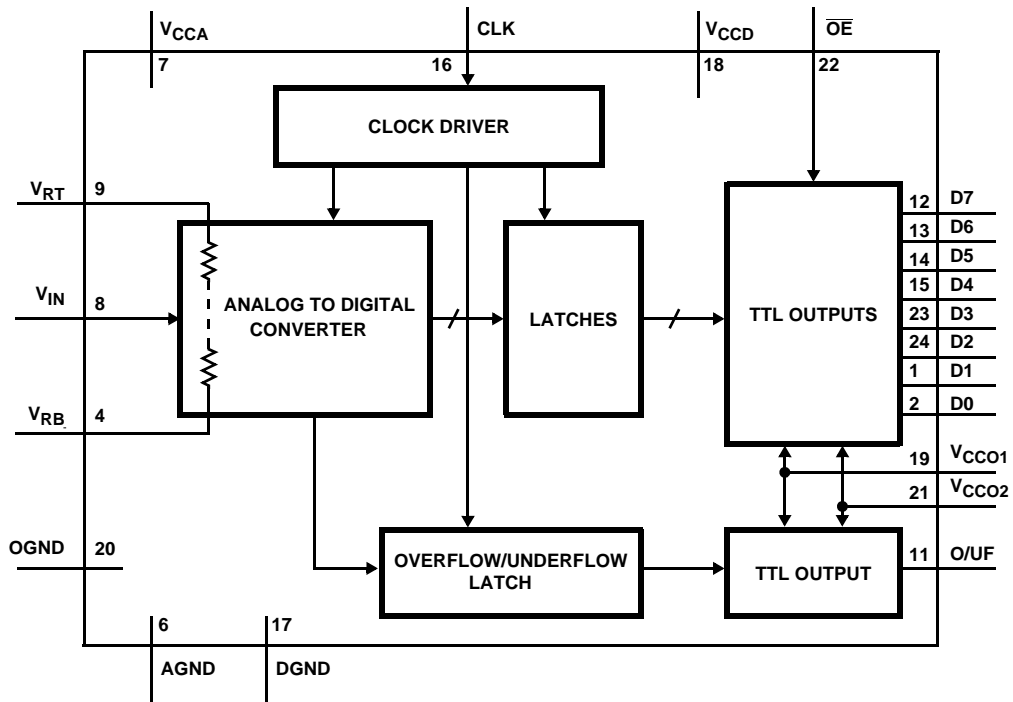 VCCA
CLK
VCCD
OE
7
16
18
22
CLOCK DRIVER
VRT
9
12
D7
13
D6
14
D5
VIN
8
ANALOG TO DIGITAL
CONVERTER
LATCHES
TTL OUTPUTS
15
D4
23
D3
24
D2
1
D1
2
D0
VRB
4
19
VCCO1
21
VCCO2
OGND
20
OVERFLOW/UNDERFLOW
LATCH
TTL OUTPUT
11
O/UF
6
17
AGND
DGND